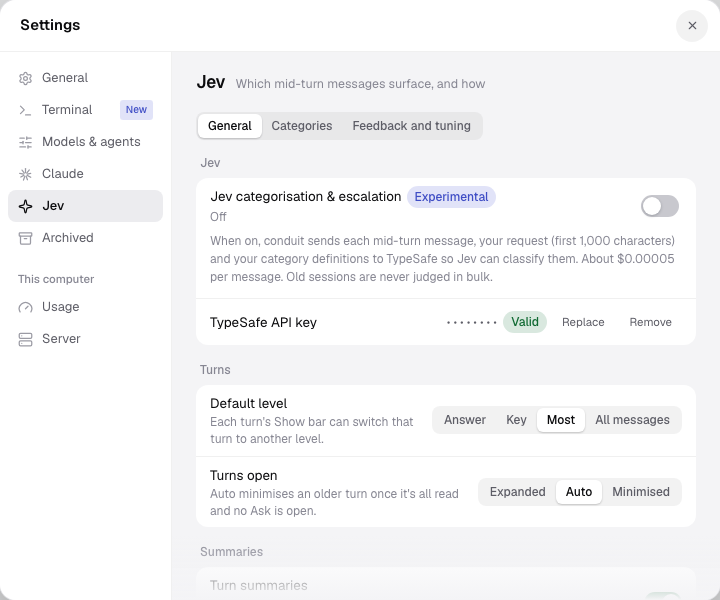 Settings
General
Terminal New
Models & agents
Claude
Jev
Archived
This computer
Usage
Server
Jev Which mid-turn messages surface, and how
General Categories Feedback and tuning
Jev
Jev categorisation & escalation Experimental
Off
When on, conduit sends each mid-turn message, your request (first 1,000 characters)
and your category definitions to TypeSafe so Jev can classify them. About $0.00005
per message. Old sessions are never judged in bulk.
TypeSafe API key ········ Valid Replace Remove
Turns
Default level
Each turn's Show bar can switch that
turn to another level.
Answer Key Most All messages
Turns open
Auto minimises an older turn once it's all read
and no Ask is open.
Expanded Auto Minimised
Summaries
Turn summaries